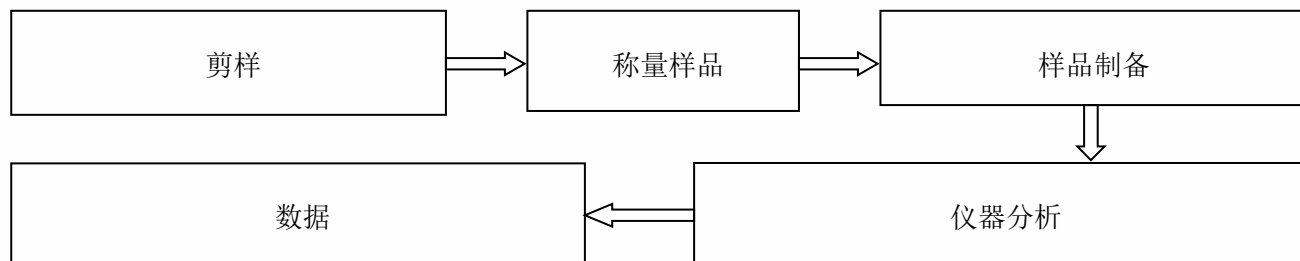 剪样
称量样品
样品制备
仪器分析
数据